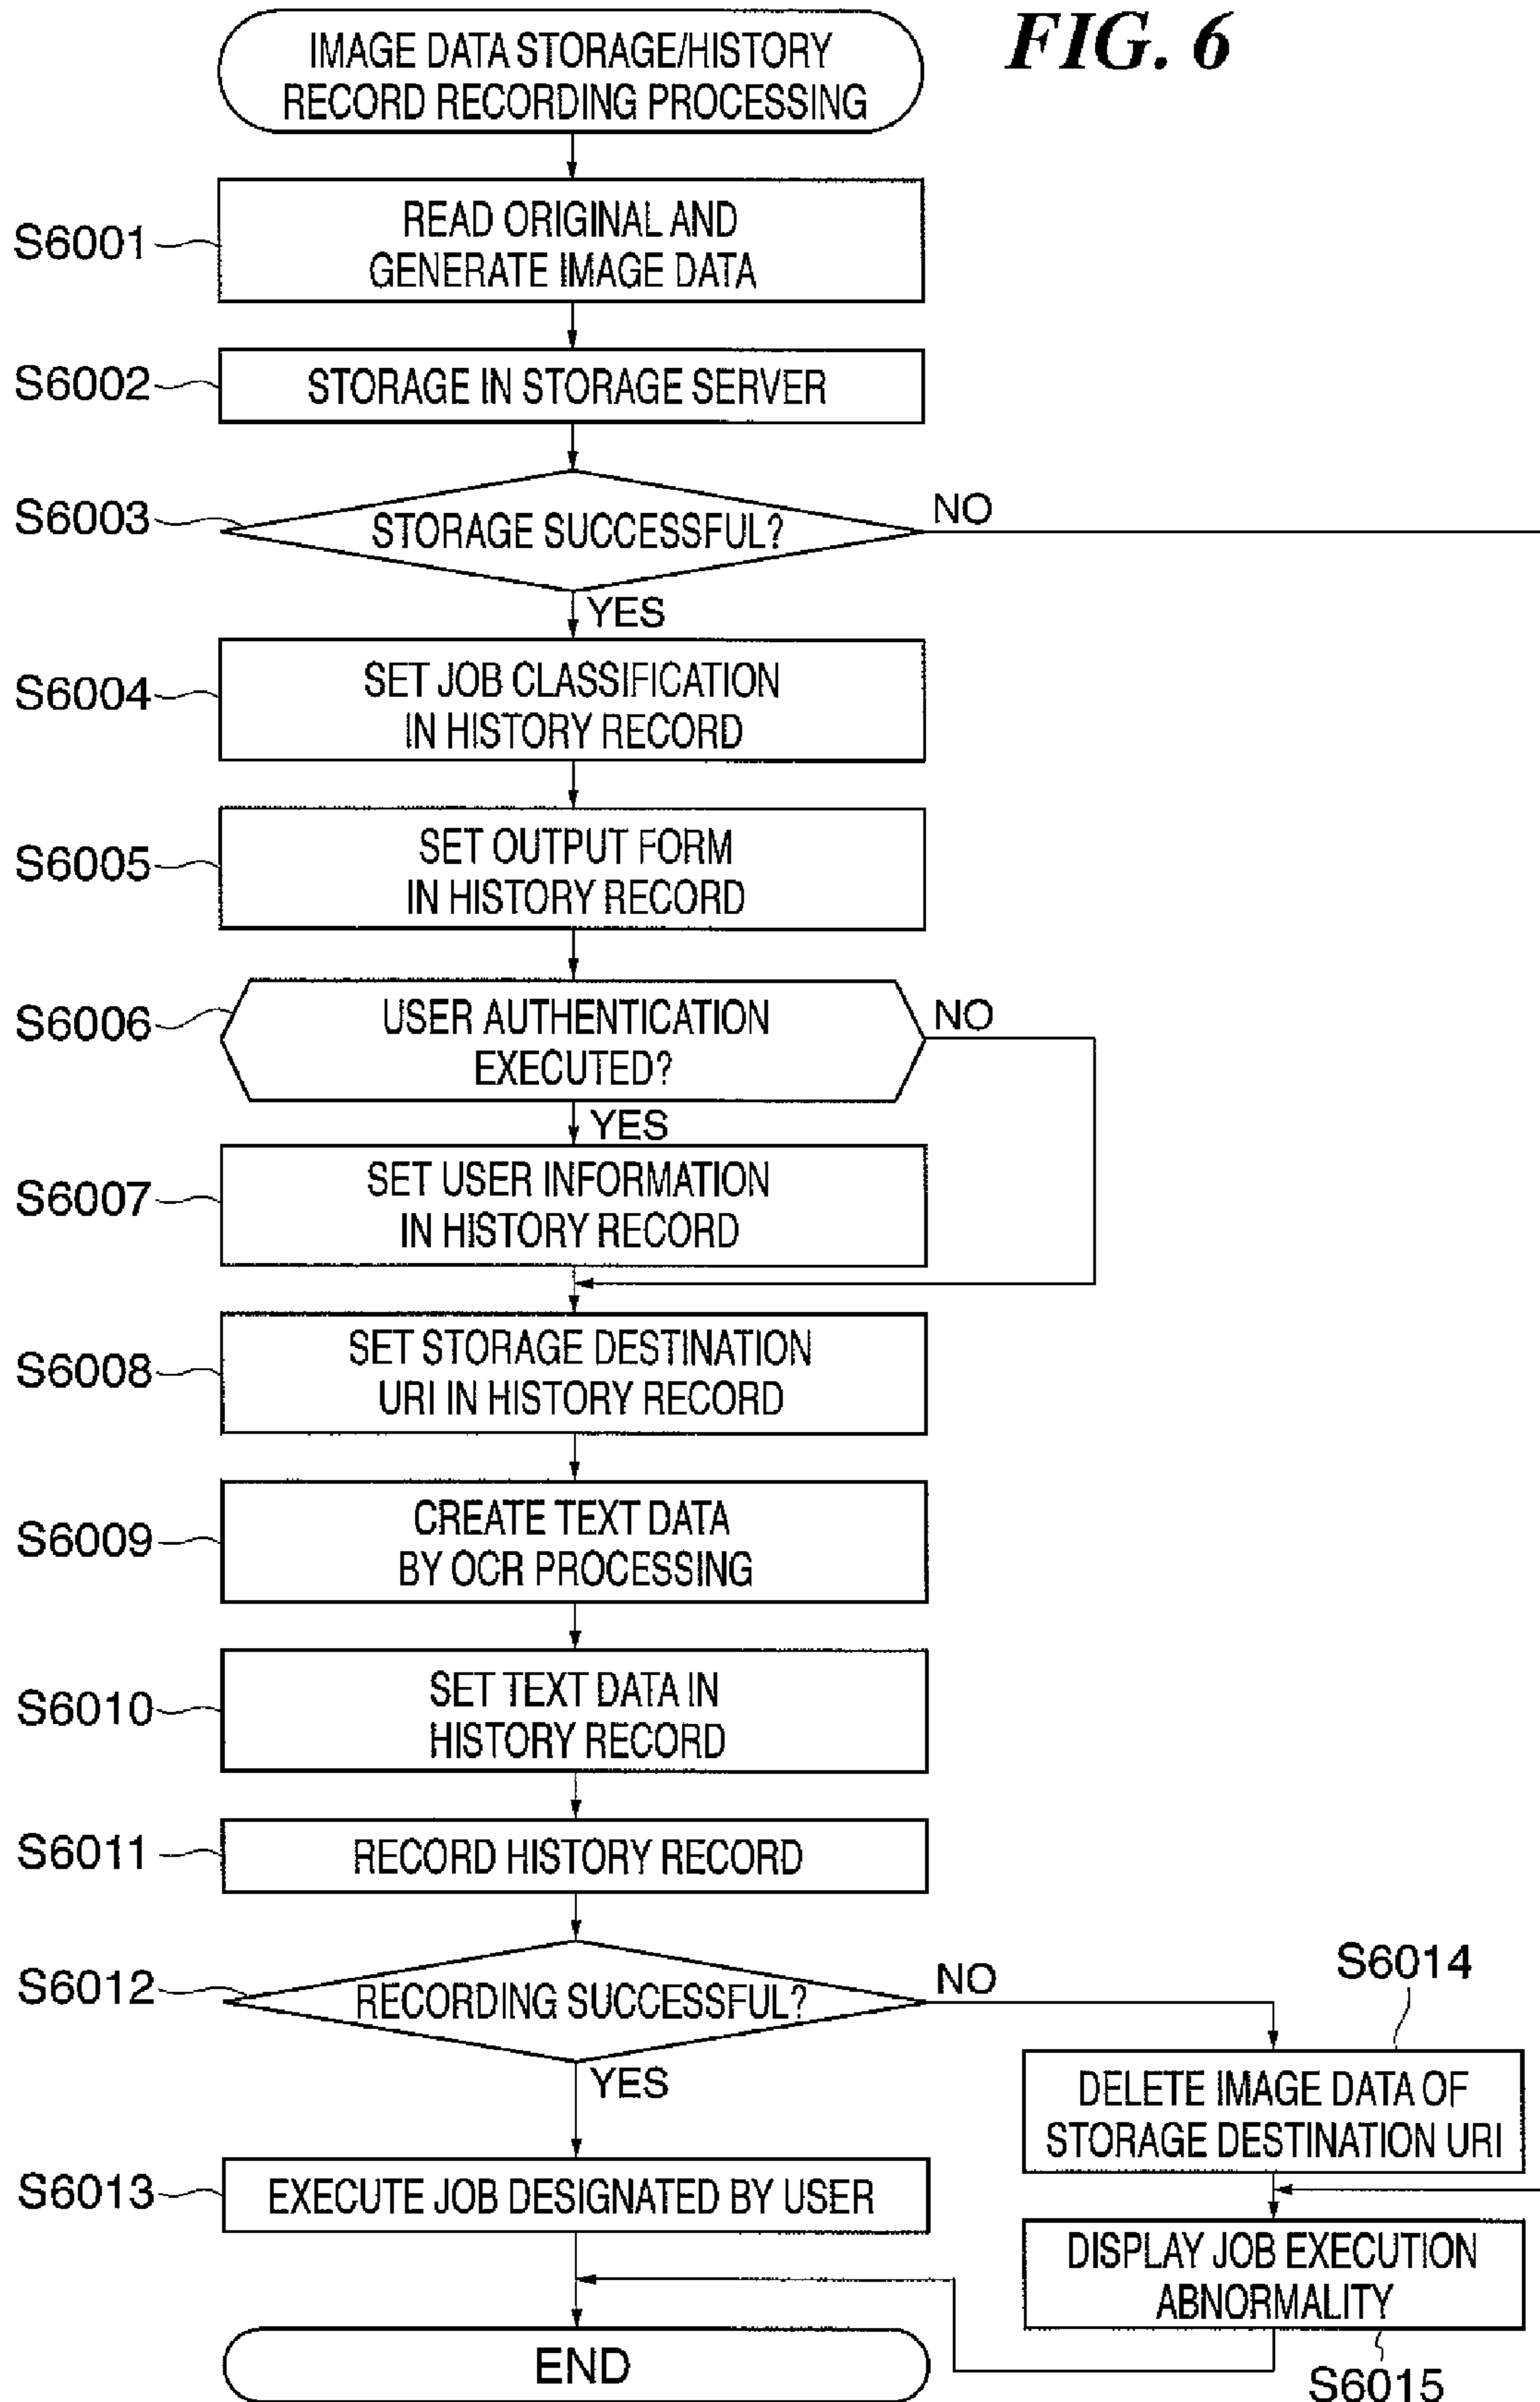 FIG. 6
IMAGE DATA STORAGE/HISTORY
RECORD RECORDING PROCESSING
S6001
READ ORIGINAL AND
GENERATE IMAGE DATA
S6002
STORAGE IN STORAGE SERVER
S6003
STORAGE SUCCESSFUL?
NO
YES
S6004
SET JOB CLASSIFICATION
IN HISTORY RECORD
S6005
SET OUTPUT FORM
IN HISTORY RECORD
S6006
USER AUTHENTICATION
EXECUTED?
NO
YES
S6007
SET USER INFORMATION
IN HISTORY RECORD
S6008
SET STORAGE DESTINATION
URI IN HISTORY RECORD
S6009
CREATE TEXT DATA
BY OCR PROCESSING
S6010
SET TEXT DATA IN
HISTORY RECORD
S6011
RECORD HISTORY RECORD
S6012
RECORDING SUCCESSFUL?
NO
YES
S6014
DELETE IMAGE DATA OF
STORAGE DESTINATION URI
S6013
EXECUTE JOB DESIGNATED BY USER
DISPLAY JOB EXECUTION
ABNORMALITY
S6015
END